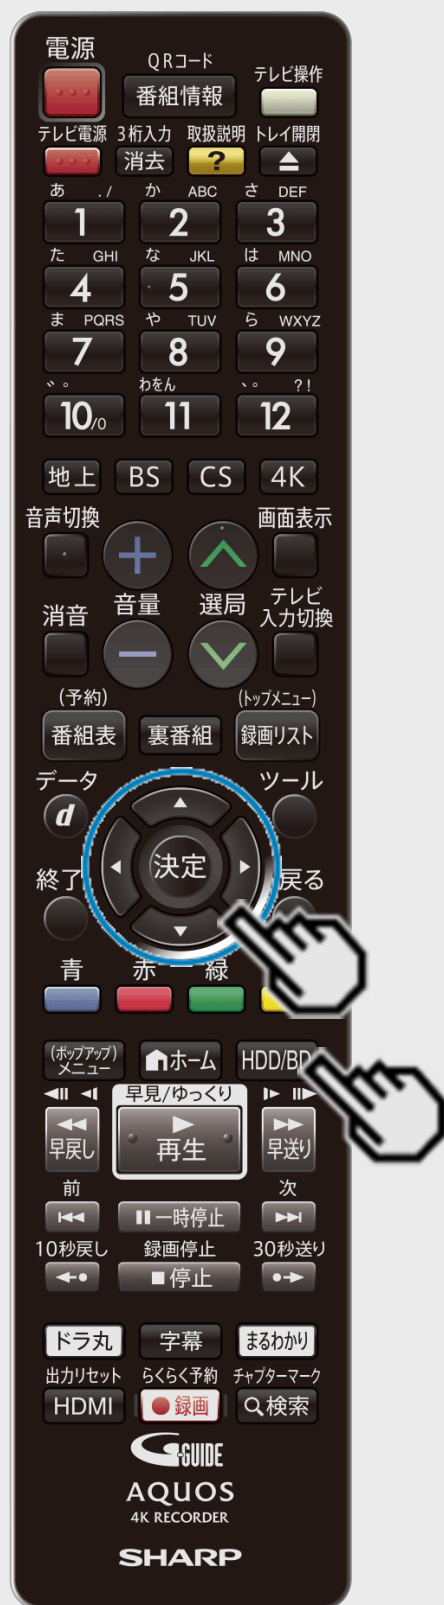 電源
QRコード
番組情報
テレビ操作
テレビ電源 3桁入力 取扱説明 トレイ開閉
消去 ?
あ ./ か ABC さ DEF
1 2 3
た GHI な JKL は MNO
4 5 6
ま PQRS や TUV ら WXYZ
7 8 9
゛゜ わをん 、。 ?!
10/0 11 12
地上 BS CS 4K
音声切換 画面表示
消音 音量 選局 テレビ
入力切換
(予約) (トップメニュー)
番組表 裏番組 録画リスト
データ ツール
d
決定
終了 戻る
青 赤 緑
(ポップアップ)
メニュー ホーム HDD/BD
早見/ゆっくり
早戻し 再生 早送り
前 次
一時停止
10秒戻し 録画停止 30秒送り
停止
ドラ丸 字幕 まるわかり
出力リセット らくらく予約 チャプターマーク
HDMI 録画 検索
G-GUIDE
AQUOS
4K RECORDER
SHARP